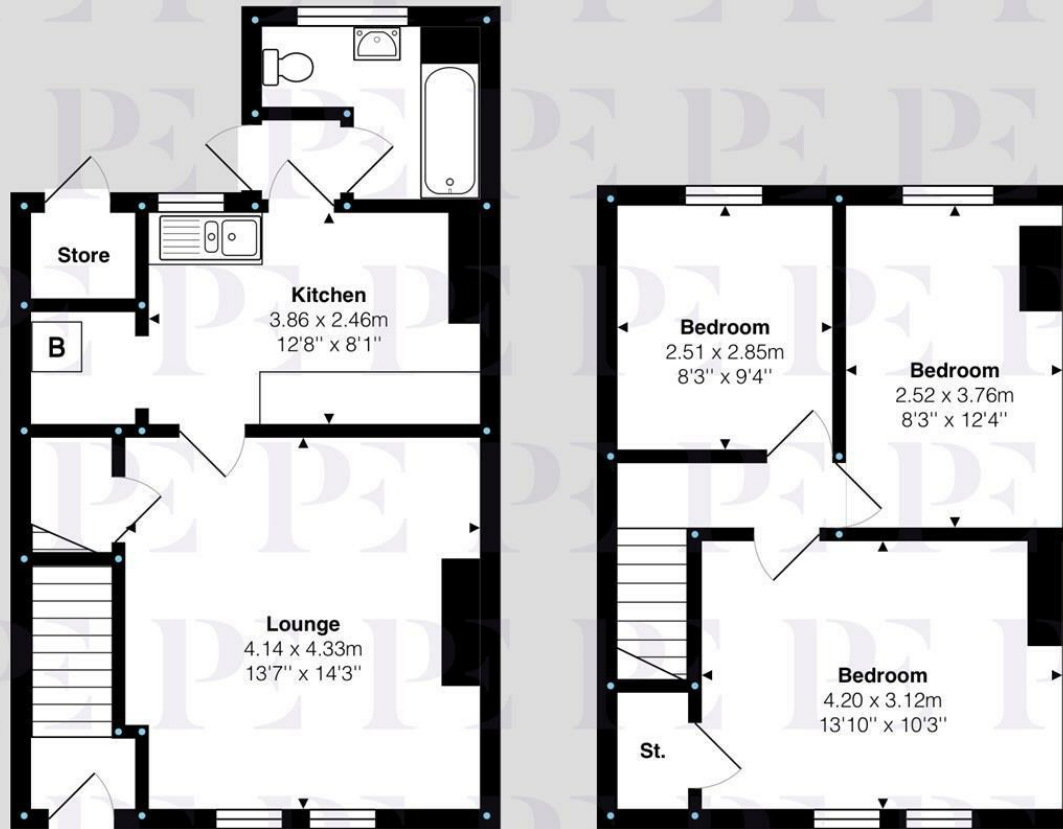 Store
Kitchen
3.86 x 2.46m
12'8'' x 8'1''
B
Lounge
4.14 x 4.33m
13'7'' x 14'3''
Bedroom
2.51 x 2.85m
8'3'' x 9'4''
Bedroom
2.52 x 3.76m
8'3'' x 12'4''
Bedroom
4.20 x 3.12m
13'10'' x 10'3''
St.